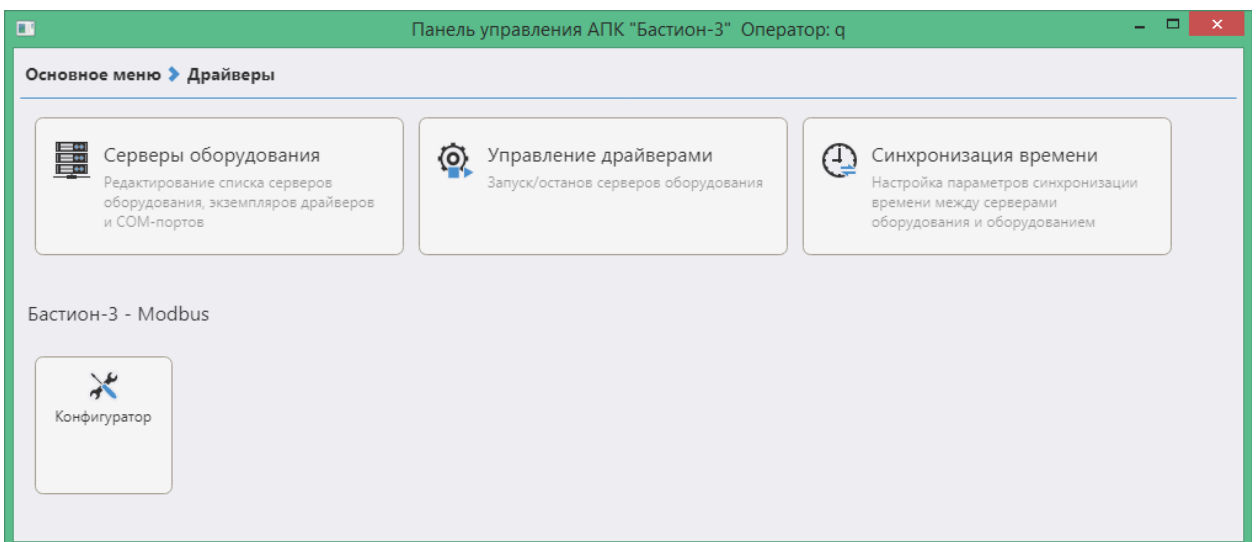 Панель управления АПК "Бастион-3" Оператор: q
Основное меню Драйверы
Серверы оборудования
Редактирование списка серверов
оборудования, экземпляров драйверов
и COM-портов
Управление драйверами
Запуск/останов серверов оборудования
Синхронизация времени
Настройка параметров синхронизации
времени между серверами
оборудования и оборудованием
Бастион-3 - Modbus
Конфигуратор